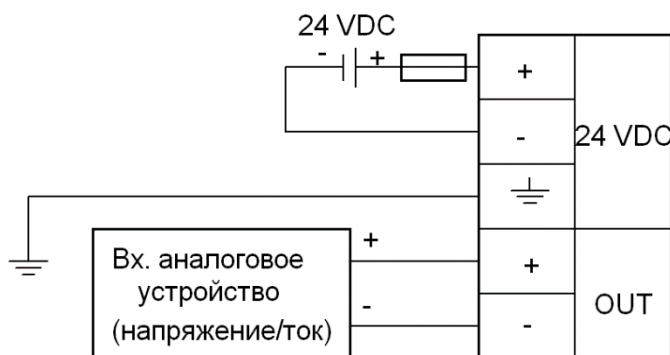 24 VDC
- +
+
-
24 VDC
Вх. аналоговое
устройство
(напряжение/ток)
+
-
+
-
OUT